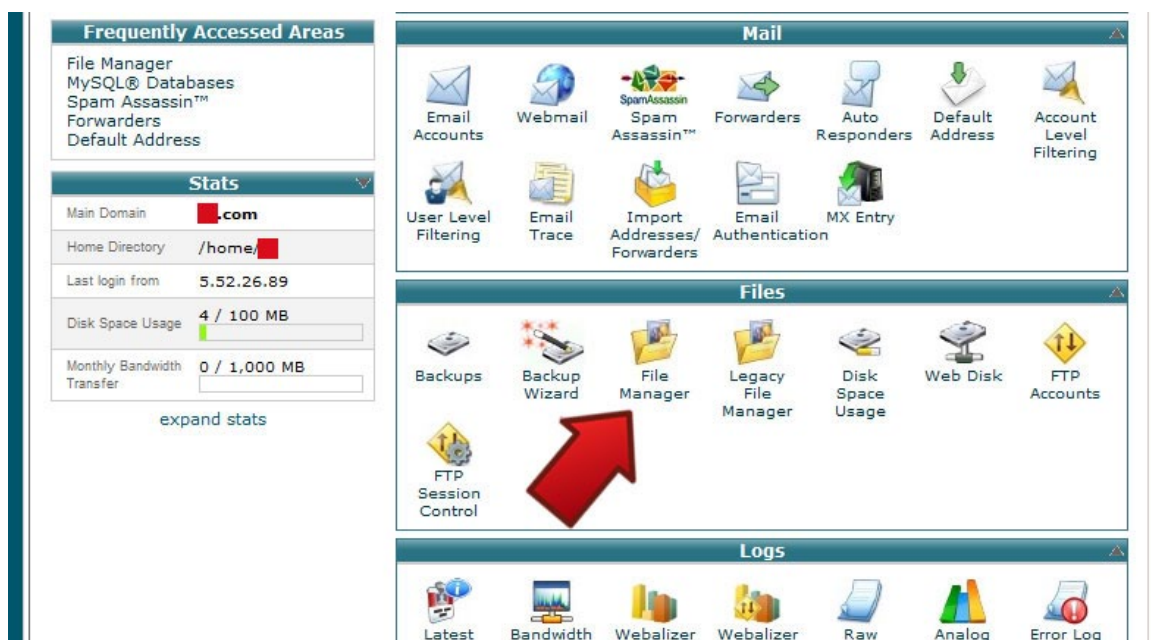 Frequently Accessed Areas
File Manager
MySQL® Databases
Spam Assassin™
Forwarders
Default Address
Stats
Main Domain .com
Home Directory /home/
Last login from 5.52.26.89
Disk Space Usage 4 / 100 MB
Monthly Bandwidth
Transfer
0 / 1,000 MB
expand stats
Mail
Email
Accounts
Webmail
SpamAssassin
Spam
Assassin™
Forwarders
Auto
Responders
Default
Address
Account
Level
Filtering
User Level
Filtering
Email
Trace
Import
Addresses/
Forwarders
Email
Authentication
MX Entry
Files
Backups
Backup
Wizard
File
Manager
Legacy
File
Manager
Disk
Space
Usage
Web Disk
FTP
Accounts
FTP
Session
Control
Logs
Latest
Bandwidth
Webalizer
Webalizer
Raw
Analog
Error Log